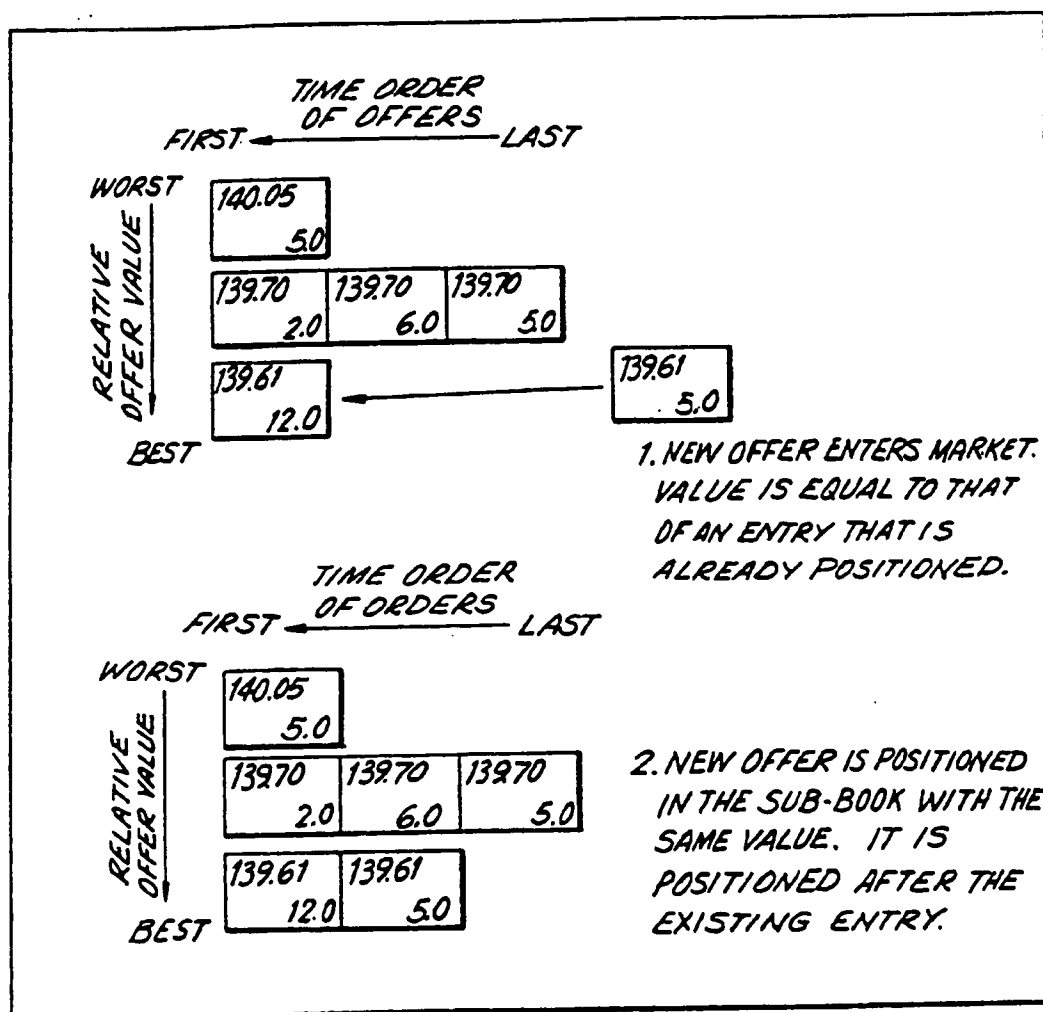 TIME ORDER
OF OFFERS
FIRST LAST
WORST
RELATIVE
OFFER VALUE
BEST
140.05
5.0
139.70 139.70 139.70
2.0 6.0 5.0
139.61
12.0
139.61
5.0
1. NEW OFFER ENTERS MARKET.
VALUE IS EQUAL TO THAT
OF AN ENTRY THAT IS
ALREADY POSITIONED.
TIME ORDER
OF ORDERS
FIRST LAST
WORST
RELATIVE
OFFER VALUE
BEST
140.05
5.0
139.70 139.70 139.70
2.0 6.0 5.0
139.61 139.61
12.0 5.0
2. NEW OFFER IS POSITIONED
IN THE SUB-BOOK WITH THE
SAME VALUE. IT IS
POSITIONED AFTER THE
EXISTING ENTRY.